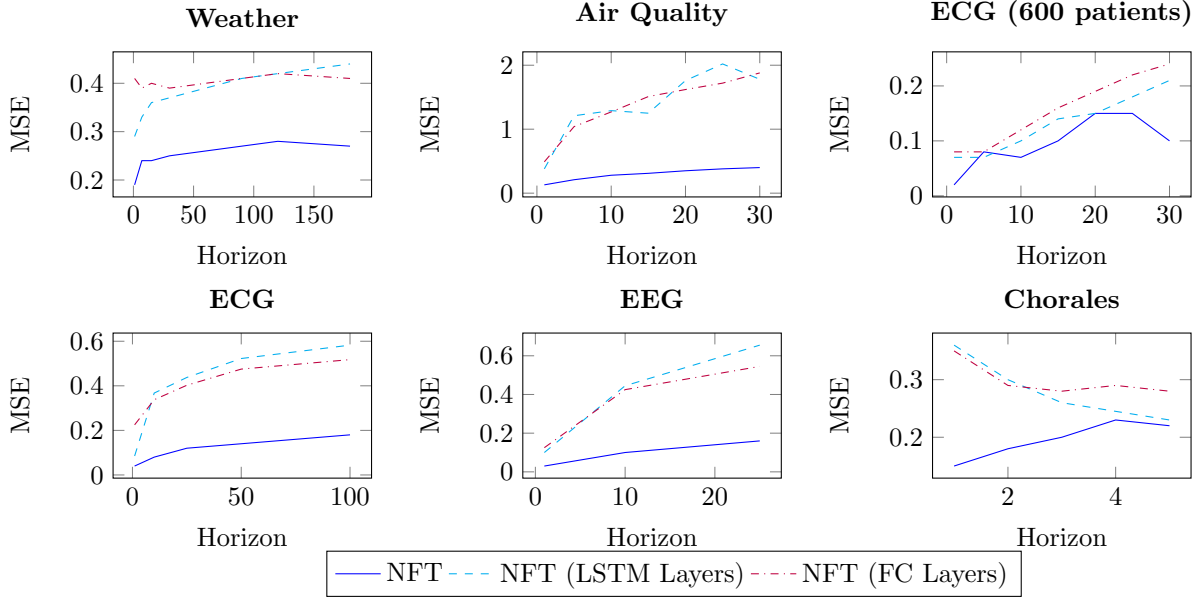 Weather
MSE
0.4
0.3
0.2
0 50 100 150
Horizon
Air Quality
MSE
2
1
0
0 10 20 30
Horizon
ECG (600 patients)
MSE
0.2
0.1
0
0 10 20 30
Horizon
ECG
MSE
0.6
0.4
0.2
0
0 50 100
Horizon
EEG
MSE
0.6
0.4
0.2
0
0 10 20
Horizon
Chorales
MSE
0.3
0.2
2 4
Horizon
NFT NFT (LSTM Layers) NFT (FC Layers)